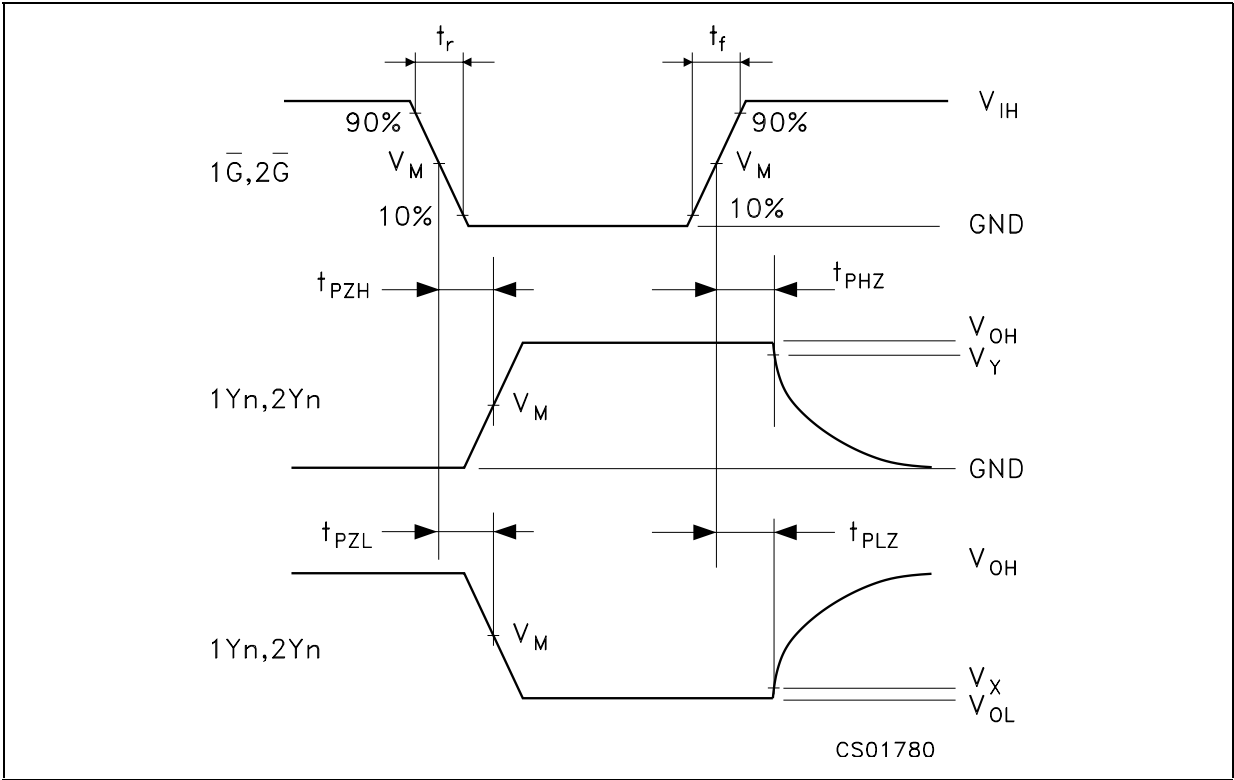 tr
tf
VIH
90%
90%
1G̅,2G̅
VM
VM
10%
10%
GND
tPZH
tPHZ
VOH
VY
1Yn,2Yn
VM
GND
tPZL
tPLZ
VOH
1Yn,2Yn
VM
VX
VOL
CS01780